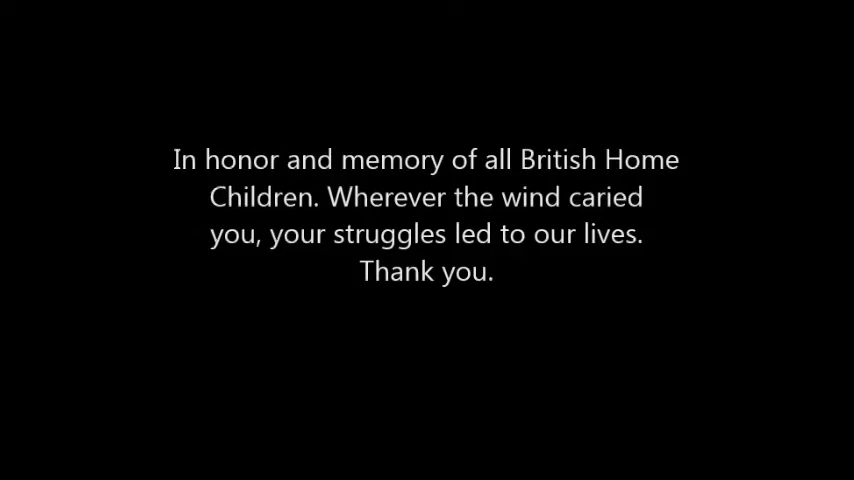 In honor and memory of all British Home
Children. Wherever the wind caried
you, your struggles led to our lives.
Thank you.